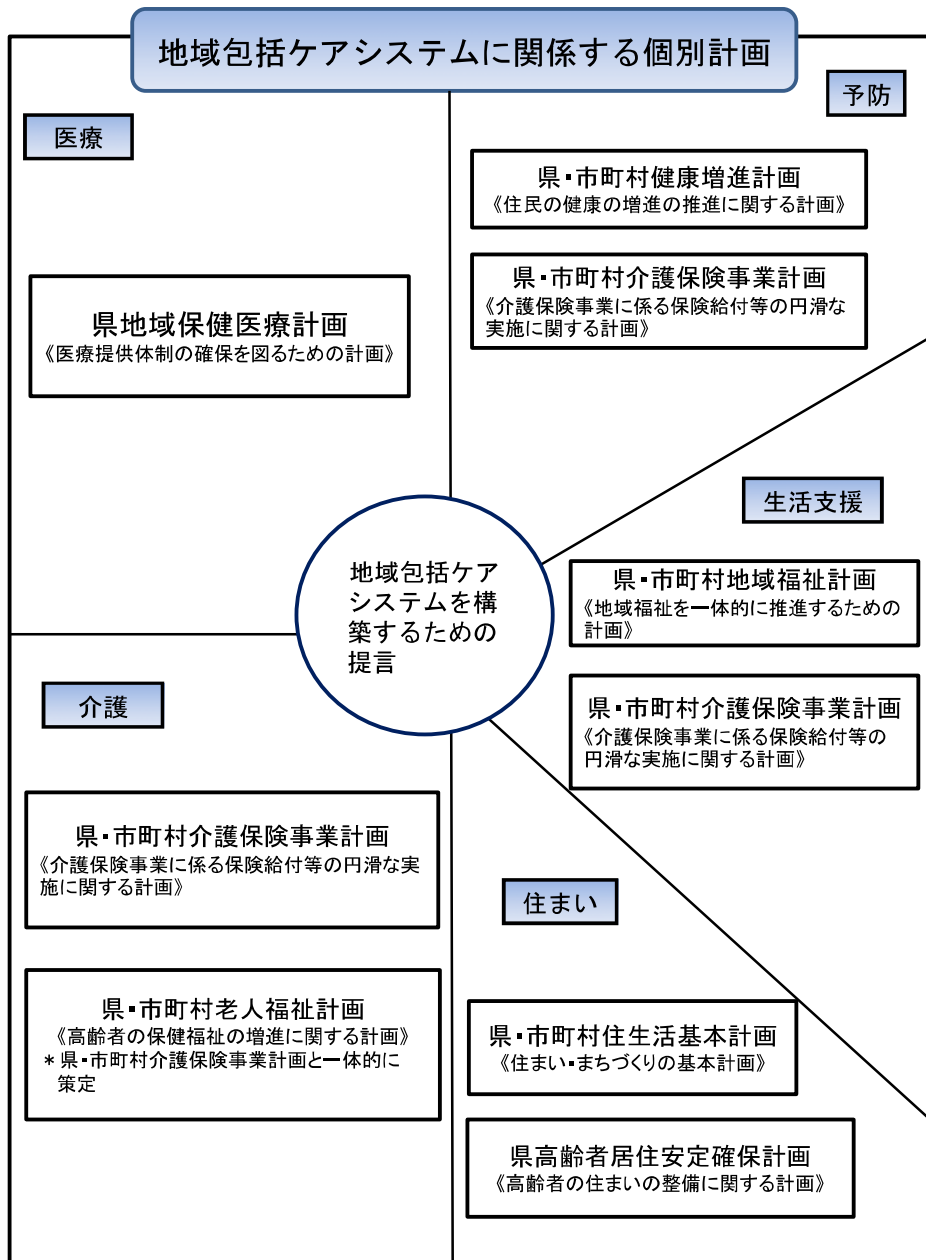 地域包括ケアシステムに関係する個別計画
医療
県地域保健医療計画
《医療提供体制の確保を図るための計画》
予防
県・市町村健康増進計画
《住民の健康の増進の推進に関する計画》
県・市町村介護保険事業計画
《介護保険事業に係る保険給付等の円滑な
実施に関する計画》
生活支援
県・市町村地域福祉計画
《地域福祉を一体的に推進するための
計画》
県・市町村介護保険事業計画
《介護保険事業に係る保険給付等の
円滑な実施に関する計画》
地域包括ケア
システムを構
築するための
提言
介護
県・市町村介護保険事業計画
《介護保険事業に係る保険給付等の円滑な実
施に関する計画》
県・市町村老人福祉計画
《高齢者の保健福祉の増進に関する計画》
＊県・市町村介護保険事業計画と一体的に
策定
住まい
県・市町村住生活基本計画
《住まい・まちづくりの基本計画》
県高齢者居住安定確保計画
《高齢者の住まいの整備に関する計画》